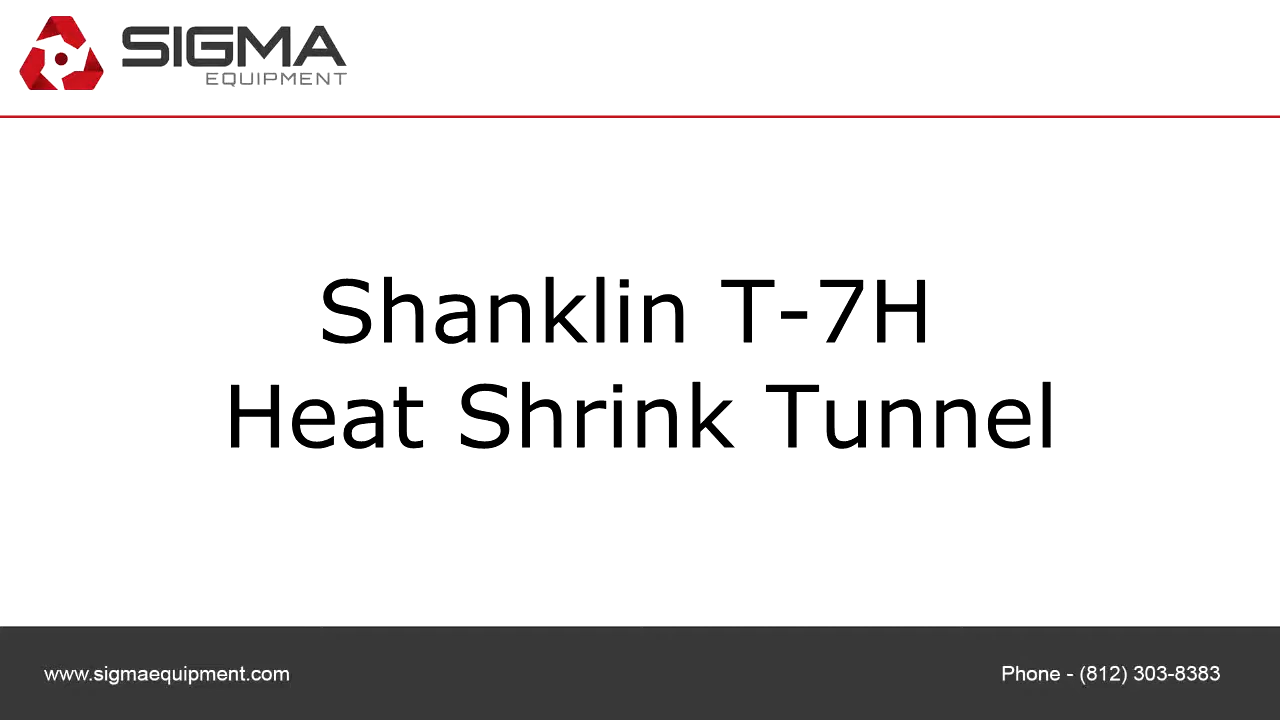 SIGMA
EQUIPMENT
Shanklin T-7H
Heat Shrink Tunnel
www.sigmaequipment.com
Phone - (812) 303-8383